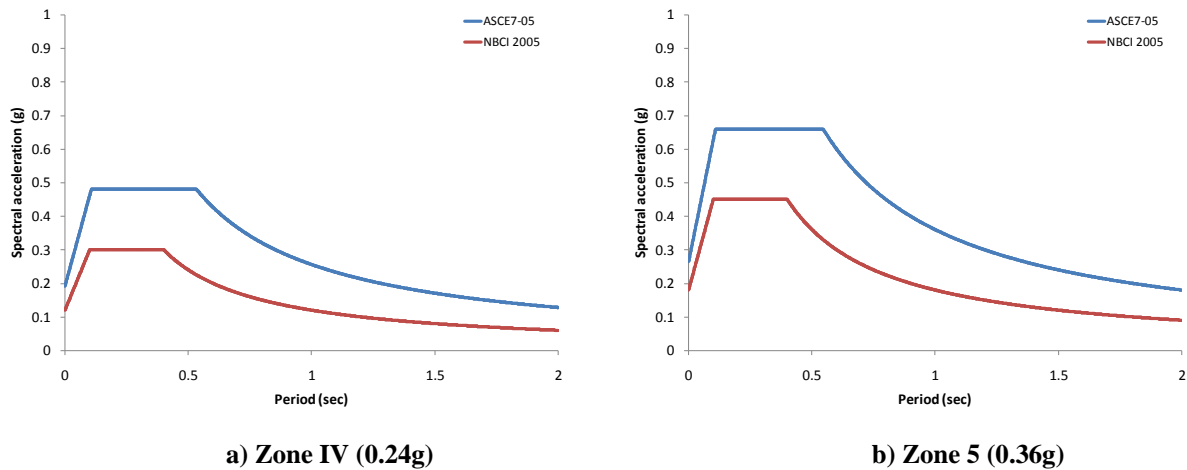 1
0.9
0.8
0.7
0.6
0.5
0.4
0.3
0.2
0.1
0
Spectral acceleration (g)
0 0.5 1 1.5 2
Period (sec)
ASCE7-05
NBCI 2005
a) Zone IV (0.24g)
1
0.9
0.8
0.7
0.6
0.5
0.4
0.3
0.2
0.1
0
Spectral acceleration (g)
0 0.5 1 1.5 2
Period (sec)
ASCE7-05
NBCI 2005
b) Zone 5 (0.36g)